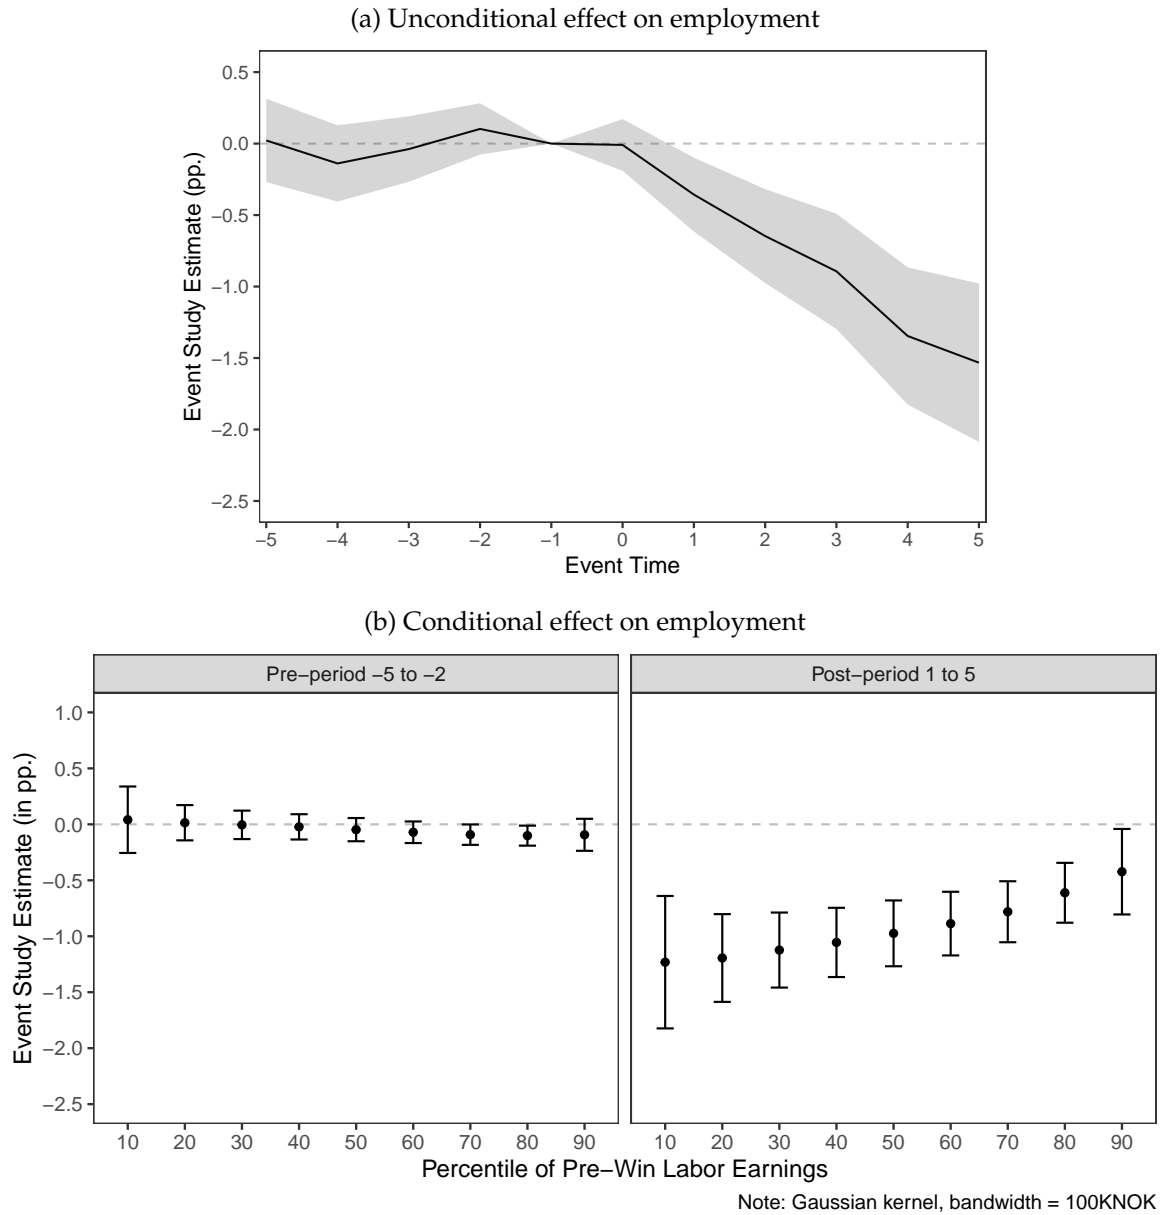 (a) Unconditional effect on employment
0.5
0.0
−0.5
−1.0
−1.5
−2.0
−2.5
Event Study Estimate (pp.)
−5 −4 −3 −2 −1 0 1 2 3 4 5
Event Time
(b) Conditional effect on employment
Pre−period −5 to −2
Post−period 1 to 5
1.0
0.5
0.0
−0.5
−1.0
−1.5
−2.0
−2.5
Event Study Estimate (in pp.)
10 20 30 40 50 60 70 80 90
10 20 30 40 50 60 70 80 90
Percentile of Pre−Win Labor Earnings
Note: Gaussian kernel, bandwidth = 100KNOK